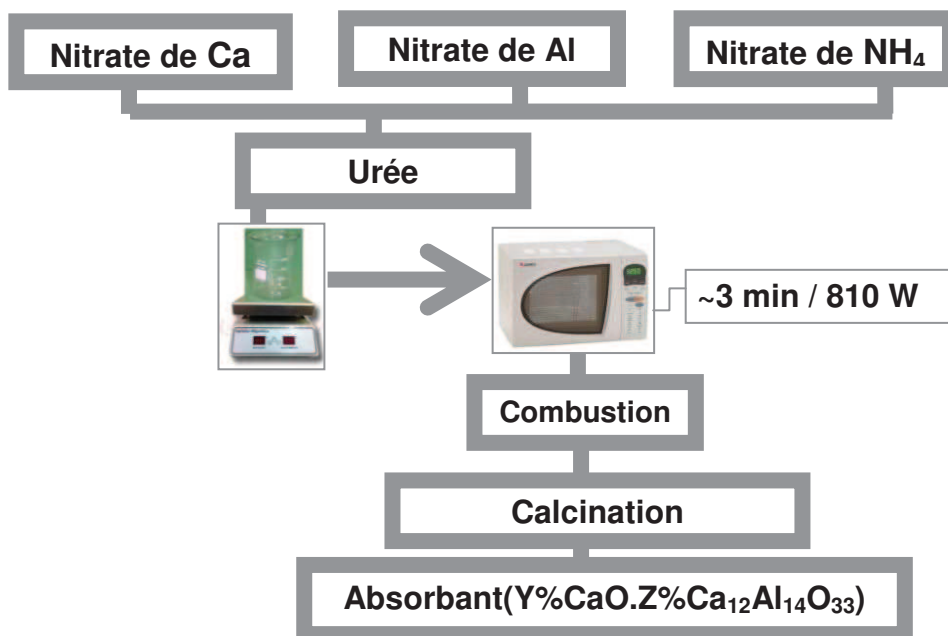 Nitrate de Ca
Nitrate de Al
Nitrate de NH₄
Urée
~3 min / 810 W
Combustion
Calcination
Absorbant(Y%CaO.Z%Ca₁₂Al₁₄O₃₃)